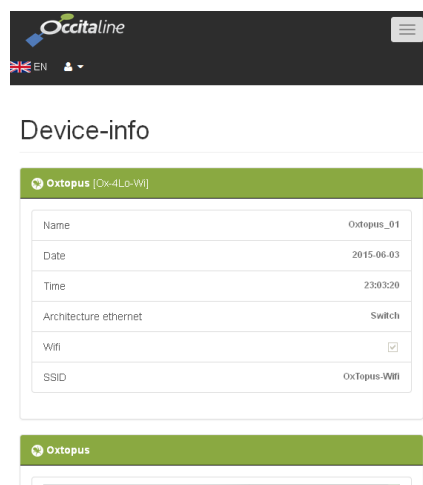 Occitaline
EN
Device-info
Oxtopus [Ox-4Lo-Wi]
Name Oxtopus_01
Date 2015-06-03
Time 23:03:20
Architecture ethernet Switch
Wifi
SSID OxTopus-Wifi
Oxtopus